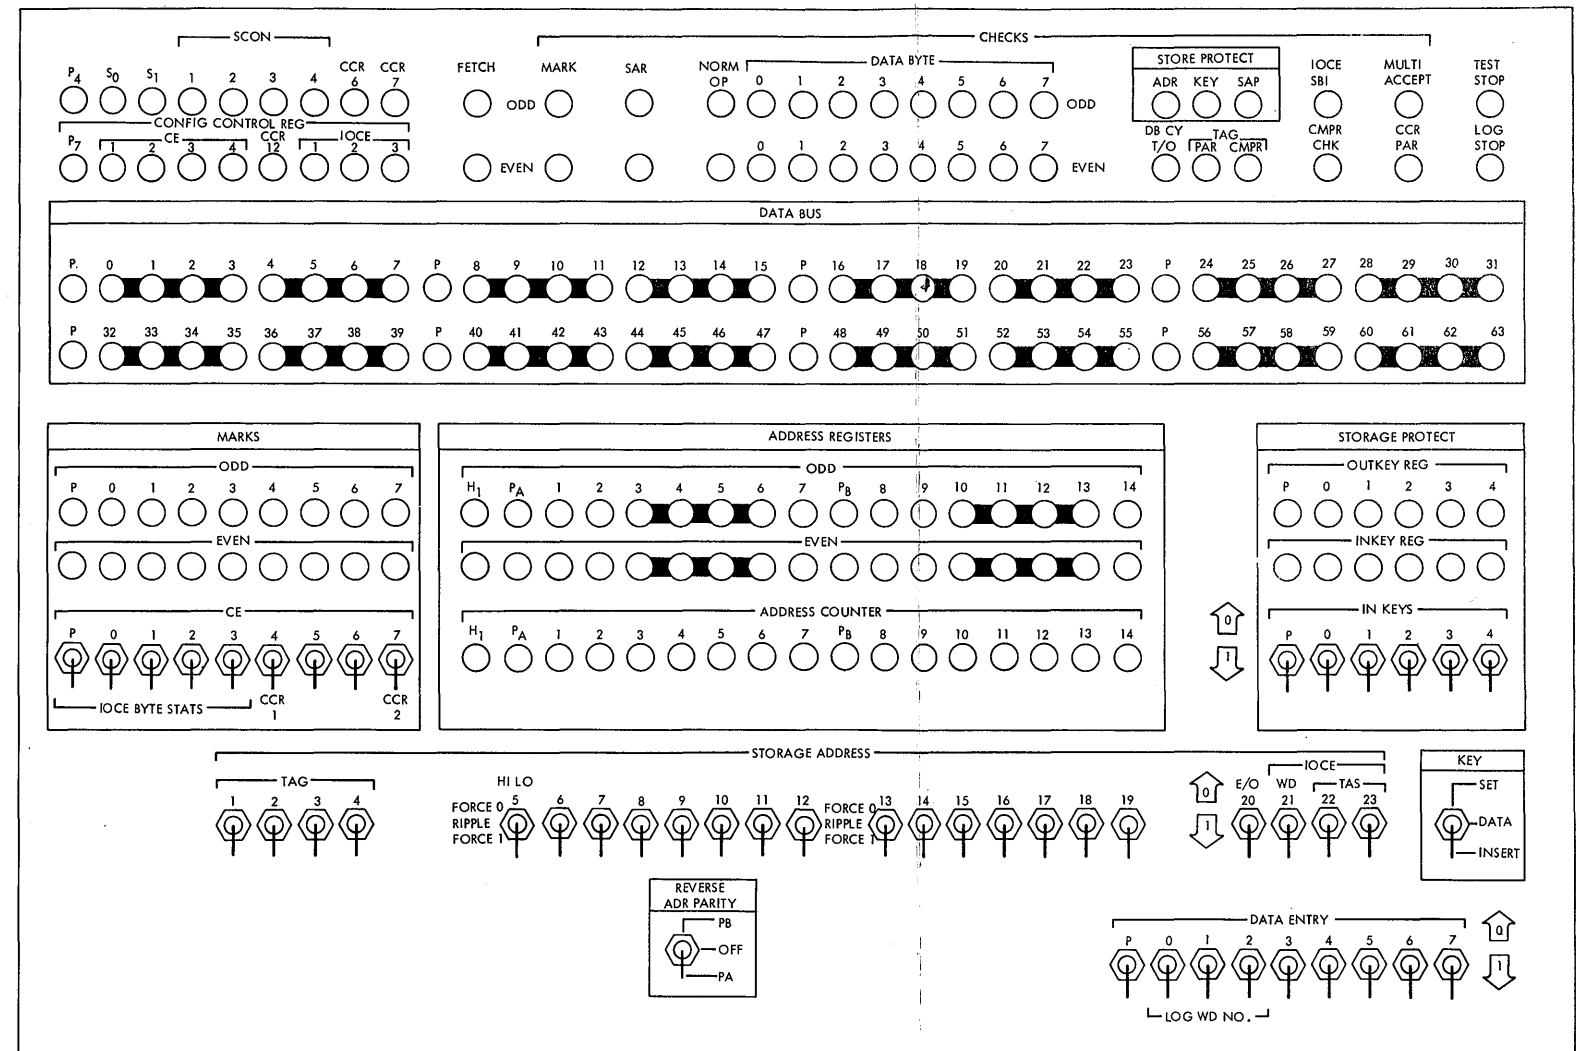 SCON CHECKS
P4 S0 S1 1 2 3 4 CCR 6 CCR 7 FETCH MARK SAR NORM OP DATA BYTE 0 1 2 3 4 5 6 7 STORE PROTECT ADR KEY SAP IOCE SBI MULTI ACCEPT TEST STOP
ODD ODD
CONFIG CONTROL REG
P7 CE 1 2 3 4 CCR 12 IOCE 1 2 3 0 1 2 3 4 5 6 7 DB CY T/O TAG PAR CMPR CMPR CHK CCR PAR LOG STOP
EVEN EVEN
DATA BUS
P. 0 1 2 3 4 5 6 7 P 8 9 10 11 12 13 14 15 P 16 17 18 19 20 21 22 23 P 24 25 26 27 28 29 30 31
P 32 33 34 35 36 37 38 39 P 40 41 42 43 44 45 46 47 P 48 49 50 51 52 53 54 55 P 56 57 58 59 60 61 62 63
MARKS
ODD
P 0 1 2 3 4 5 6 7
EVEN
CE
P 0 1 2 3 4 5 6 7
IOCE BYTE STATS CCR 1 CCR 2
ADDRESS REGISTERS
ODD
H1 PA 1 2 3 4 5 6 7 PB 8 9 10 11 12 13 14
EVEN
ADDRESS COUNTER
H1 PA 1 2 3 4 5 6 7 PB 8 9 10 11 12 13 14
0
1
STORAGE PROTECT
OUTKEY REG
P 0 1 2 3 4
INKEY REG
IN KEYS
P 0 1 2 3 4
STORAGE ADDRESS
TAG
1 2 3 4
HI LO
FORCE 0
RIPPLE
FORCE 1
5 6 7 8 9 10 11 12
FORCE 0
RIPPLE
FORCE 1
13 14 15 16 17 18 19
0
1
IOCE
E/O WD TAS
20 21 22 23
KEY
SET
DATA
INSERT
REVERSE
ADR PARITY
PB
OFF
PA
DATA ENTRY
P 0 1 2 3 4 5 6 7
LOG WD NO.
0
1